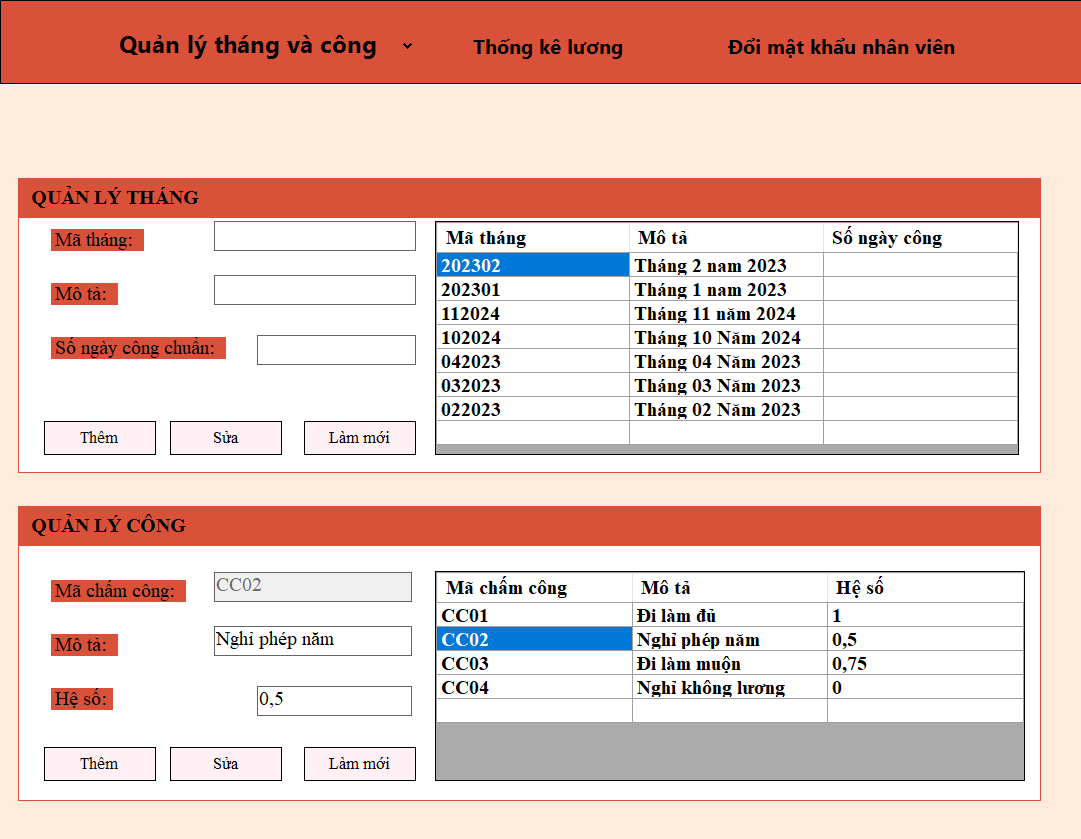 Quản lý tháng và công Thống kê lương Đổi mật khẩu nhân viên
QUẢN LÝ THÁNG
Mã tháng:
Mô tả:
Số ngày công chuẩn:
Thêm Sửa Làm mới
Mã tháng Mô tả Số ngày công
202302 Tháng 2 nam 2023
202301 Tháng 1 nam 2023
112024 Tháng 11 năm 2024
102024 Tháng 10 Năm 2024
042023 Tháng 04 Năm 2023
032023 Tháng 03 Năm 2023
022023 Tháng 02 Năm 2023
QUẢN LÝ CÔNG
Mã chấm công: CC02
Mô tả: Nghỉ phép năm
Hệ số: 0,5
Thêm Sửa Làm mới
Mã chấm công Mô tả Hệ số
CC01 Đi làm đủ 1
CC02 Nghỉ phép năm 0,5
CC03 Đi làm muộn 0,75
CC04 Nghỉ không lương 0